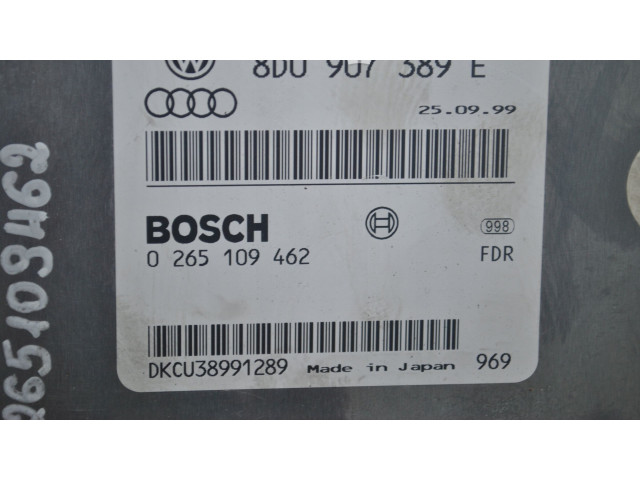 8D0 907 389 E
25.09.99
BOSCH
998
0 265 109 462
FDR
DKCU38991289 Made in Japan 969
265109462